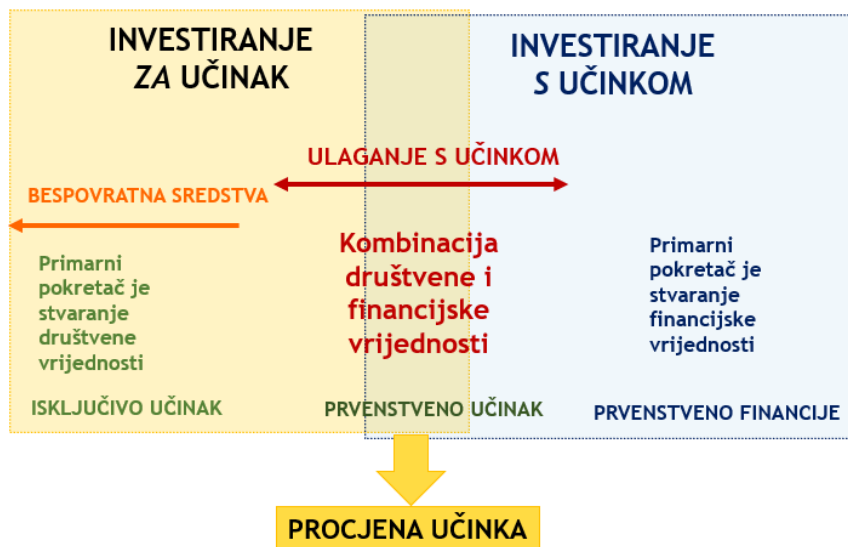 INVESTIRANJE
ZA UČINAK
INVESTIRANJE
S UČINKOM
ULAGANJE S UČINKOM
BESPOVRATNA SREDSTVA
Primarni
pokretač je
stvaranje
društvene
vrijednosti
Kombinacija
društvene i
financijske
vrijednosti
Primarni
pokretač je
stvaranje
financijske
vrijednosti
ISKLJUČIVO UČINAK
PRVENSTVENO UČINAK
PRVENSTVENO FINANCIJE
PROCJENA UČINKA